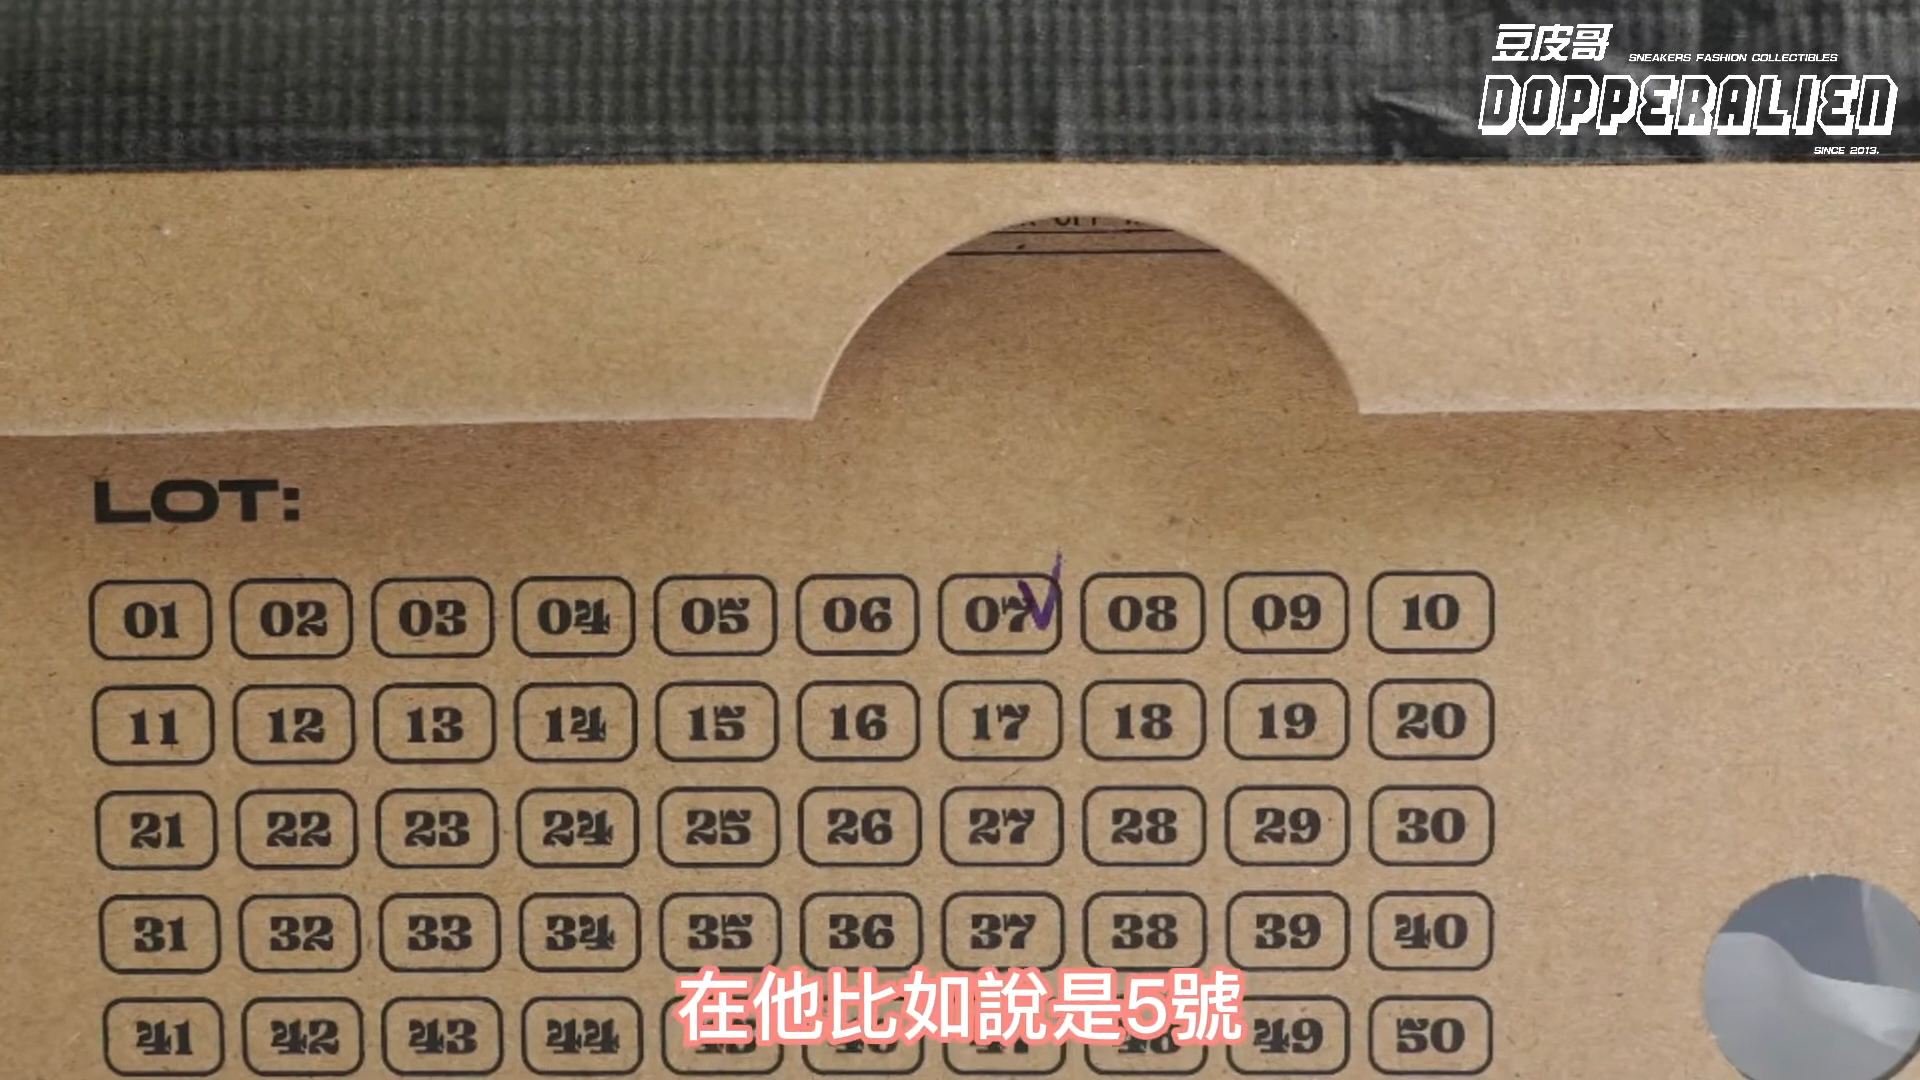 豆皮哥
SNEAKERS FASHION COLLECTIBLES
DOPPERALIEN
SINCE 2013.
LOT:
01 02 03 04 05 06 07 08 09 10
11 12 13 14 15 16 17 18 19 20
21 22 23 24 25 26 27 28 29 30
31 32 33 34 35 36 37 38 39 40
41 42 43 44 49 50
在他比如說是5號